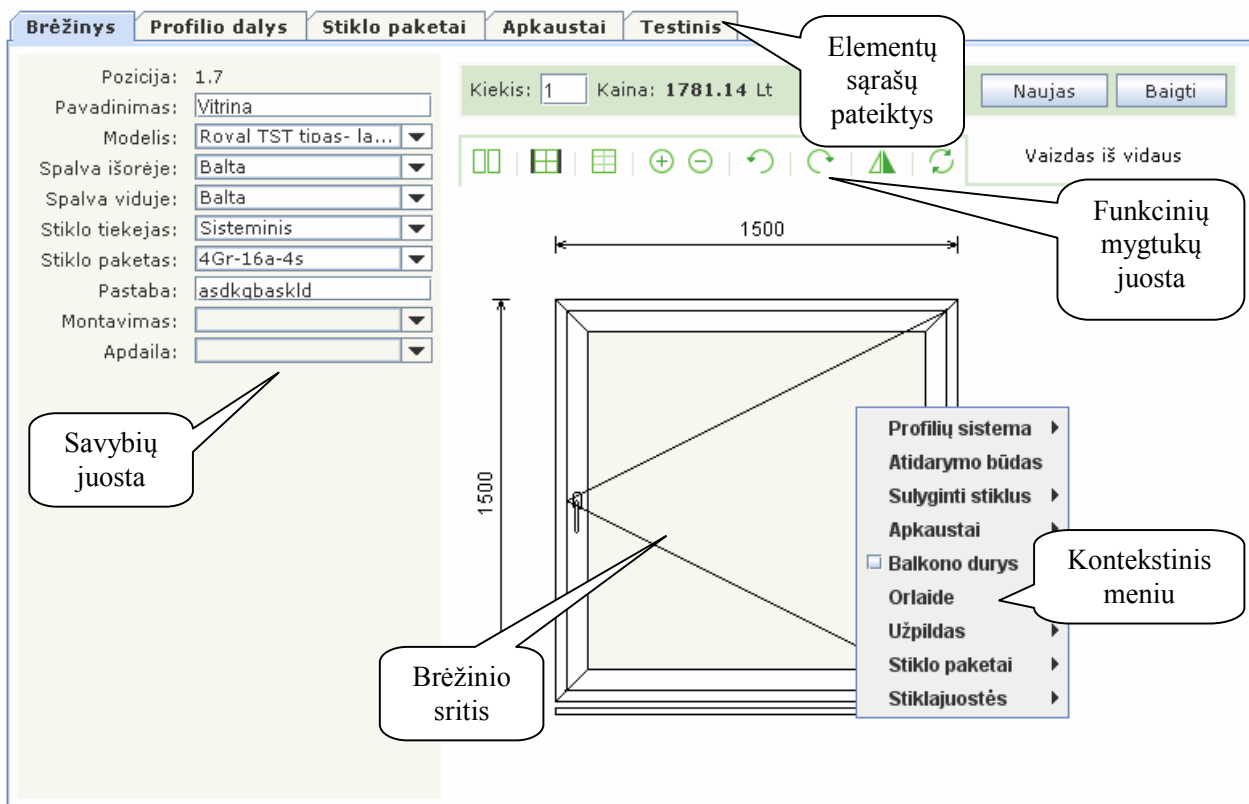 Brėžinys Profilio dalys Stiklo paketai Apkaustai Testinis
Elementų
sąrašų
pateiktys
Pozicija: 1.7
Pavadinimas: Vitrina
Modelis: Roval TST tipas- la...
Spalva išorėje: Balta
Spalva viduje: Balta
Stiklo tiekejas: Sisteminis
Stiklo paketas: 4Gr-16a-4s
Pastaba: asdkgbaskld
Montavimas:
Apdaila:
Savybių
juosta
Kiekis: 1 Kaina: 1781.14 Lt
Naujas Baigti
Vaizdas iš vidaus
Funkcinių
mygtukų
juosta
1500
1500
Profilių sistema
Atidarymo būdas
Sulyginti stiklus
Apkaustai
Balkono durys
Orlaide
Užpildas
Stiklo paketai
Stiklajuostės
Kontekstinis
meniu
Brėžinio
sritis